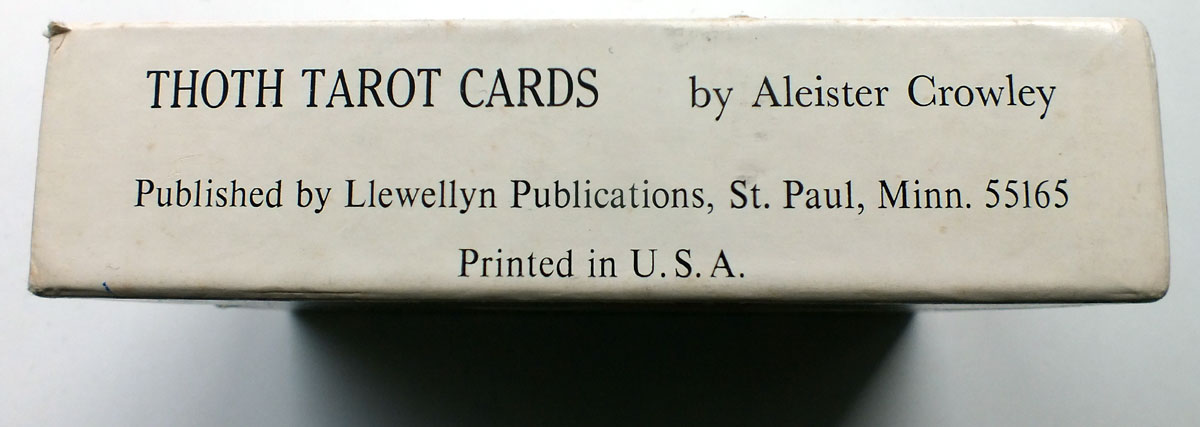 THOTH TAROT CARDS by Aleister Crowley
Published by Llewellyn Publications, St. Paul, Minn. 55165
Printed in U. S. A.